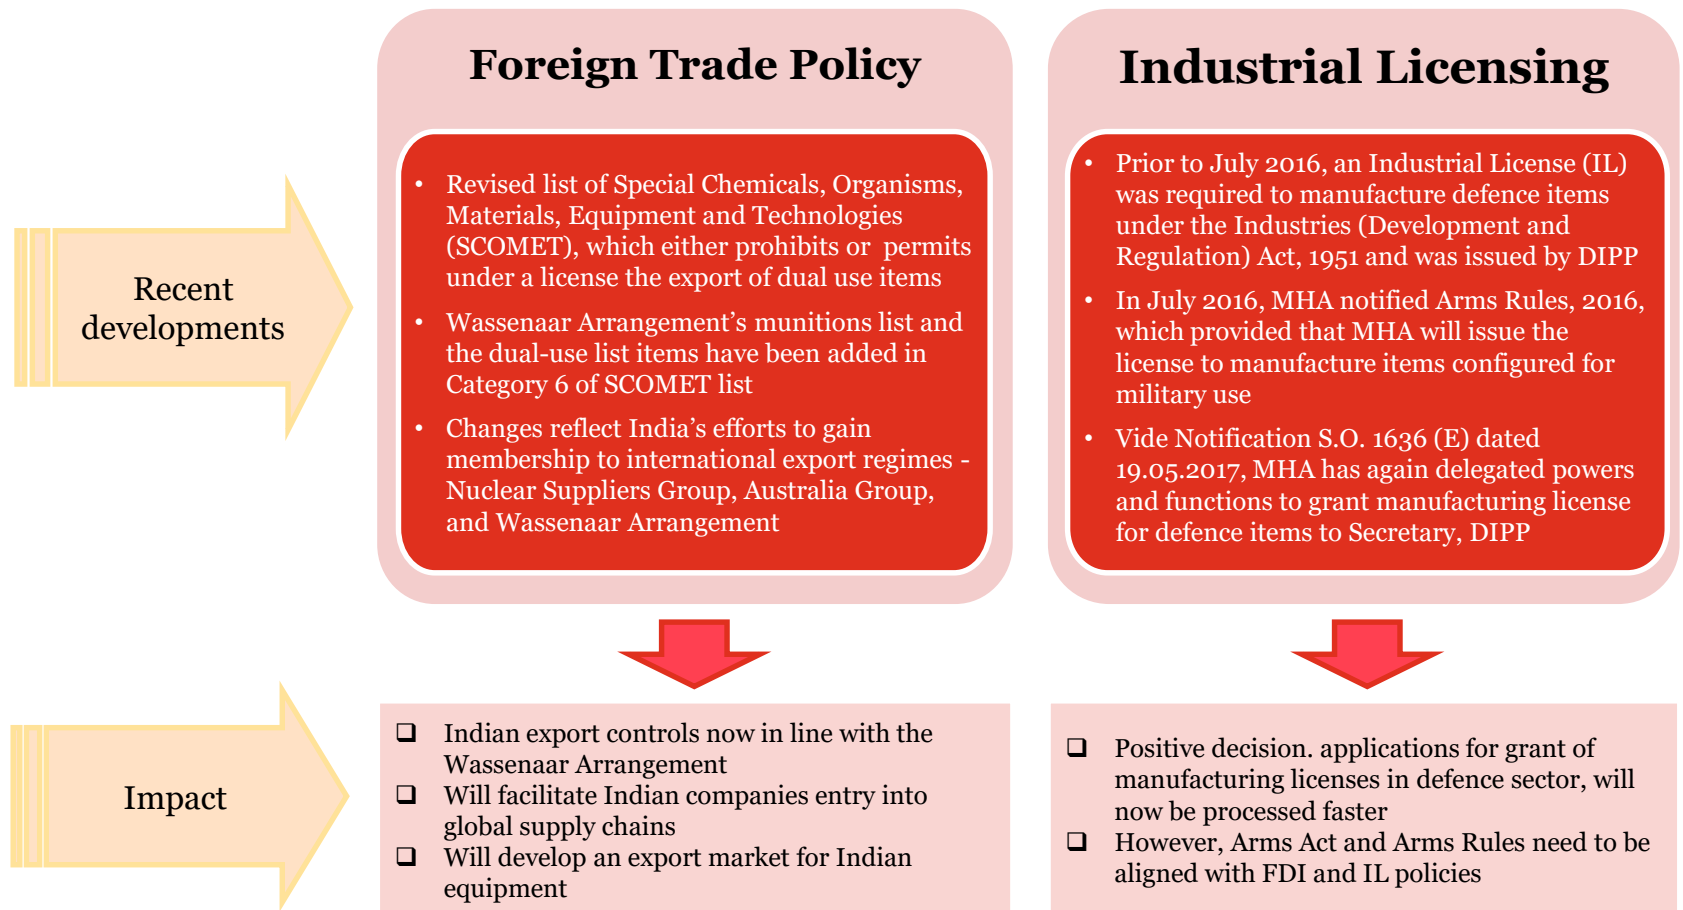 Foreign Trade Policy
Industrial Licensing
Recent
developments
• Revised list of Special Chemicals, Organisms,
Materials, Equipment and Technologies
(SCOMET), which either prohibits or permits
under a license the export of dual use items
• Wassenaar Arrangement's munitions list and
the dual-use list items have been added in
Category 6 of SCOMET list
• Changes reflect India's efforts to gain
membership to international export regimes -
Nuclear Suppliers Group, Australia Group,
and Wassenaar Arrangement
• Prior to July 2016, an Industrial License (IL)
was required to manufacture defence items
under the Industries (Development and
Regulation) Act, 1951 and was issued by DIPP
• In July 2016, MHA notified Arms Rules, 2016,
which provided that MHA will issue the
license to manufacture items configured for
military use
• Vide Notification S.O. 1636 (E) dated
19.05.2017, MHA has again delegated powers
and functions to grant manufacturing license
for defence items to Secretary, DIPP
Impact
❑ Indian export controls now in line with the
Wassenaar Arrangement
❑ Will facilitate Indian companies entry into
global supply chains
❑ Will develop an export market for Indian
equipment
❑ Positive decision. applications for grant of
manufacturing licenses in defence sector, will
now be processed faster
❑ However, Arms Act and Arms Rules need to be
aligned with FDI and IL policies